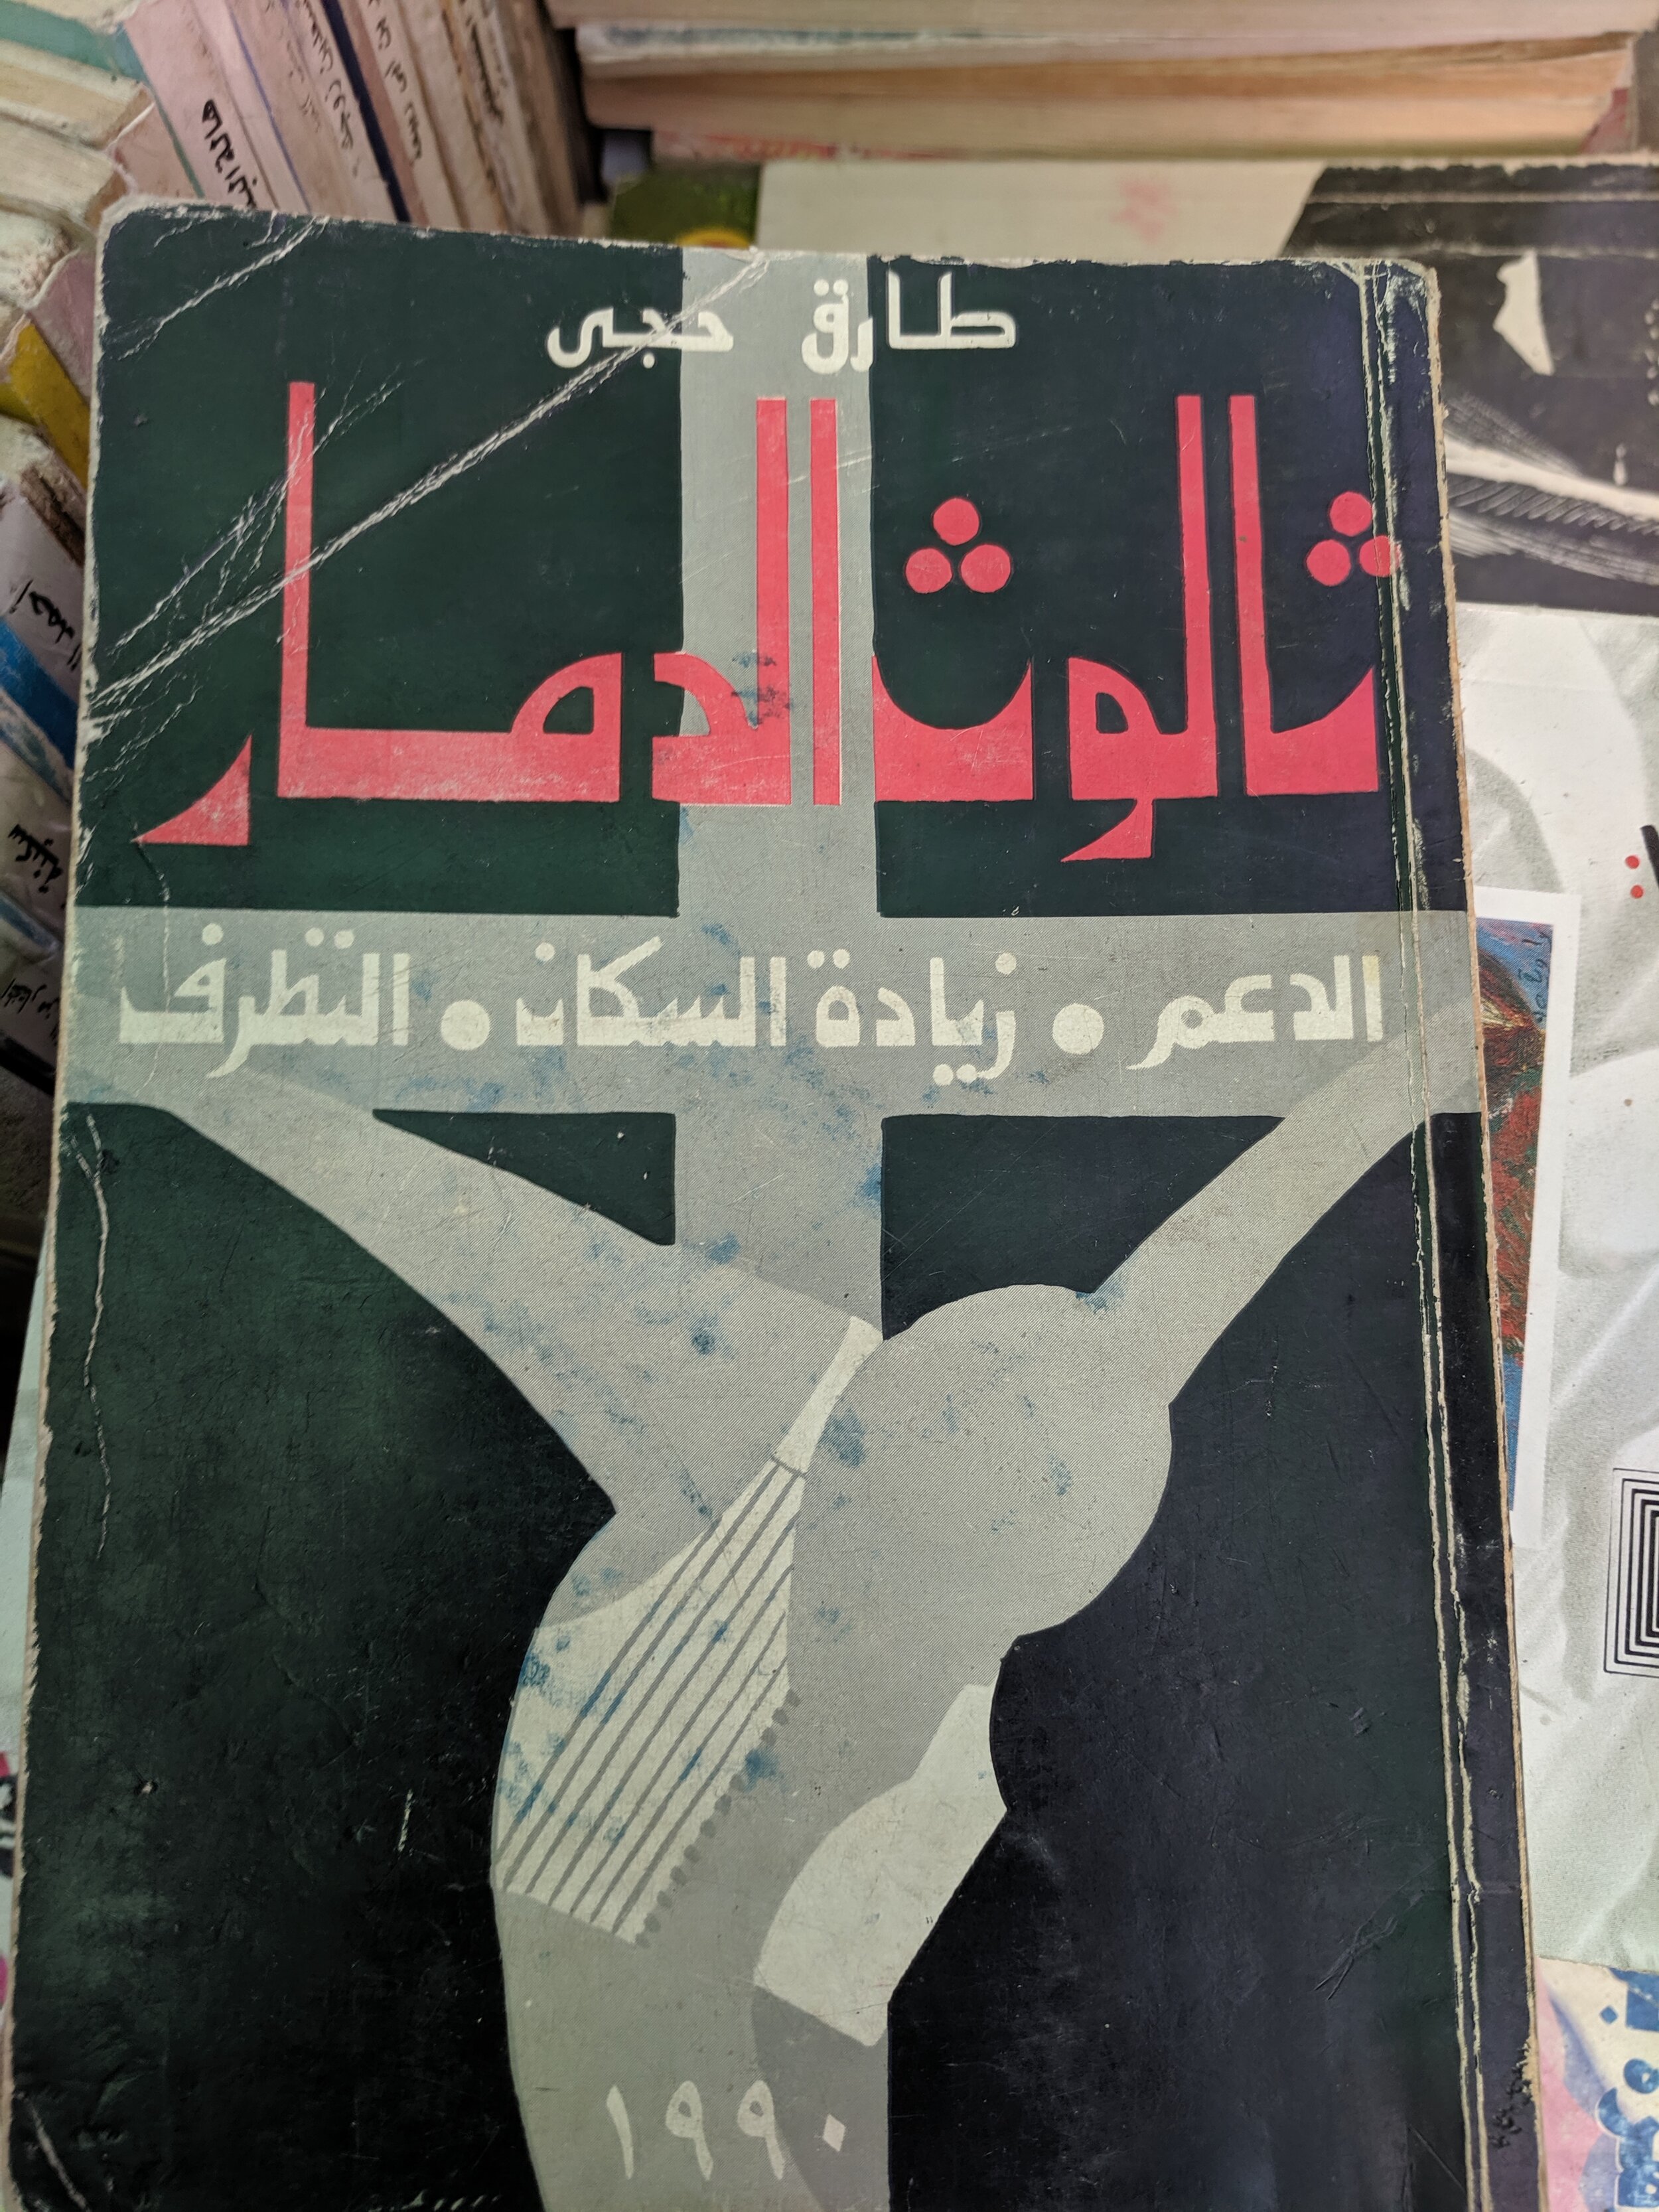 طارق حجى
ثالوث الدمار
الدعم • زيادة السكان • التطرف
١٩٩٠